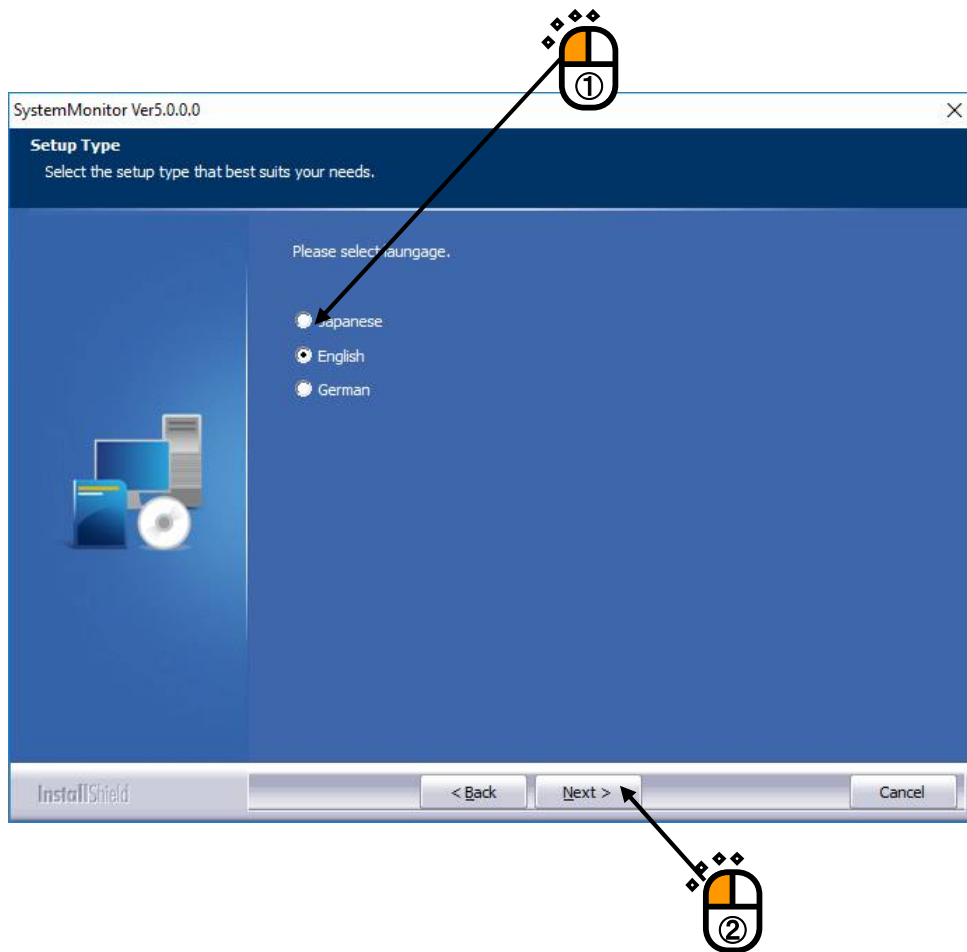 ①
SystemMonitor Ver5.0.0.0
Setup Type
Select the setup type that best suits your needs.
Please select laungage.
Japanese
English
German
InstallShield
< Back
Next >
Cancel
②